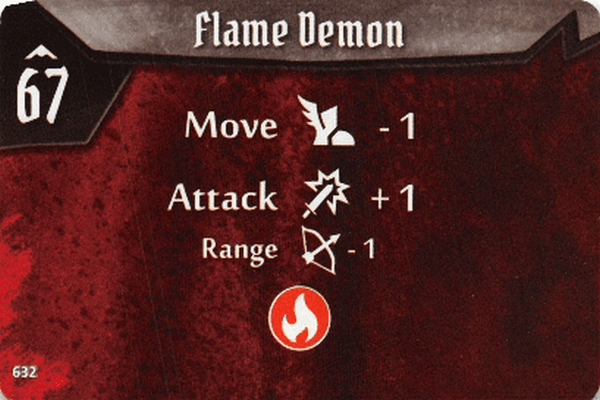 Flame Demon
67
Move - 1
Attack + 1
Range - 1
632